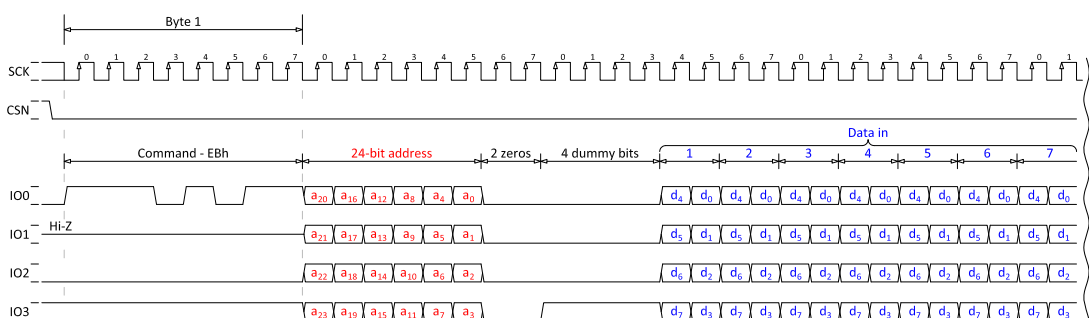 Byte 1
0 1 2 3 4 5 6 7 0 1 2 3 4 5 6 7 0 1 2 3 4 5 6 7 0 1 2 3 4 5 6 7 0 1
SCK
CSN
Data in
Command - EBh 24-bit address 2 zeros 4 dummy bits 1 2 3 4 5 6 7
IO0 a20 a16 a12 a8 a4 a0 d4 d0 d4 d0 d4 d0 d4 d0 d4 d0 d4 d0 d4 d0
Hi-Z
IO1 a21 a17 a13 a9 a5 a1 d5 d1 d5 d1 d5 d1 d5 d1 d5 d1 d5 d1 d5 d1
IO2 a22 a18 a14 a10 a6 a2 d6 d2 d6 d2 d6 d2 d6 d2 d6 d2 d6 d2 d6 d2
IO3 a23 a19 a15 a11 a7 a3 d7 d3 d7 d3 d7 d3 d7 d3 d7 d3 d7 d3 d7 d3